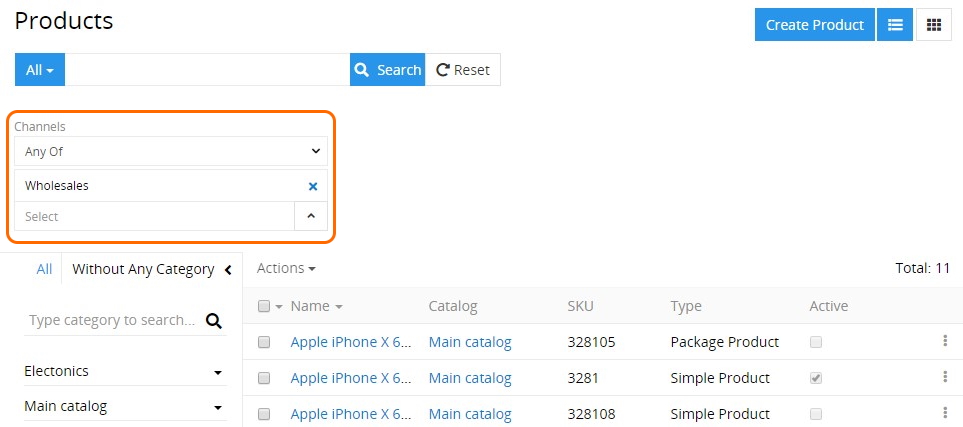 Products
Create Product
All
Search
Reset
Channels
Any Of
Wholesales
Select
All Without Any Category
Actions
Total: 11
Type category to search...
Name Catalog SKU Type Active
Apple iPhone X 6... Main catalog 328105 Package Product
Electonics
Apple iPhone X 6... Main catalog 3281 Simple Product
Main catalog
Apple iPhone X 6... Main catalog 328108 Simple Product